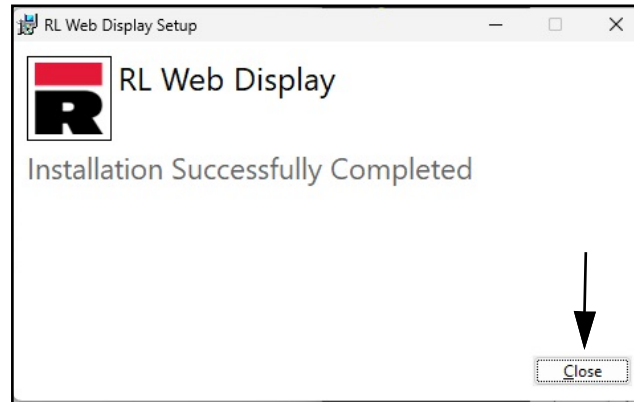 RL Web Display Setup
R
RL Web Display
Installation Successfully Completed
Close